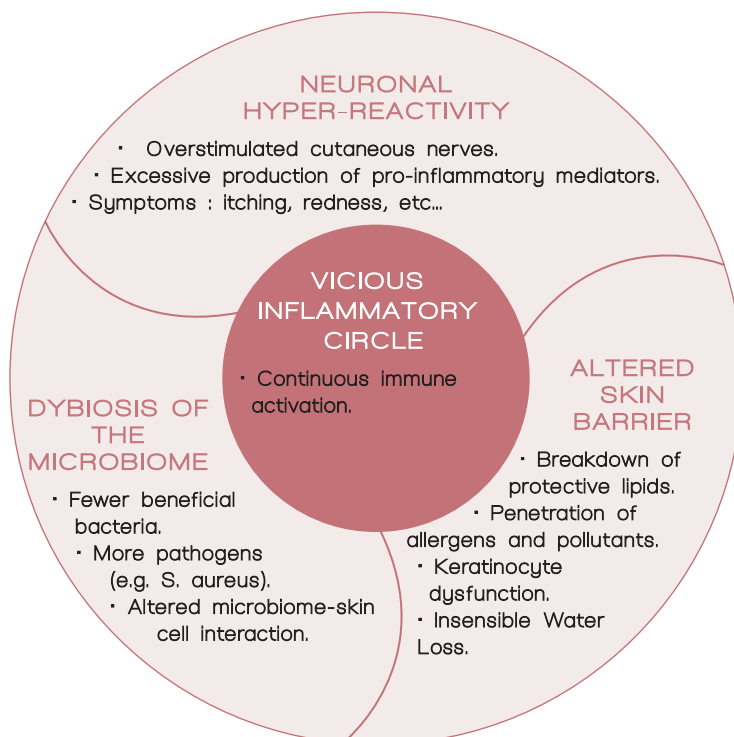 NEURONAL
HYPER-REACTIVITY
· Overstimulated cutaneous nerves.
· Excessive production of pro-inflammatory mediators.
· Symptoms : itching, redness, etc...
VICIOUS
INFLAMMATORY
CIRCLE
· Continuous immune
activation.
DYBIOSIS OF
THE
MICROBIOME
· Fewer beneficial
bacteria.
· More pathogens
(e.g. S. aureus).
· Altered microbiome-skin
cell interaction.
ALTERED
SKIN
BARRIER
· Breakdown of
protective lipids.
· Penetration of
allergens and pollutants.
· Keratinocyte
dysfunction.
· Insensible Water
Loss.